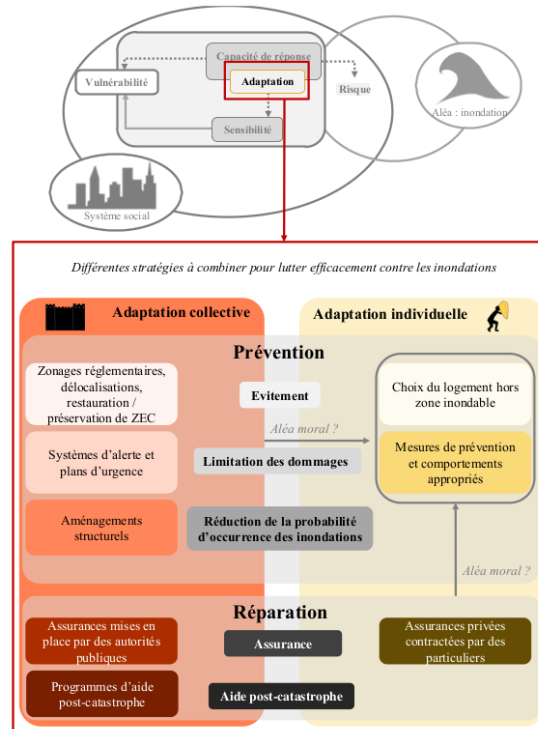 Capacité de réponse
Vulnérabilité
Adaptation
Risque
Aléa : inondation
Sensibilité
Système social
Différentes stratégies à combiner pour lutter efficacement contre les inondations
Adaptation collective
Adaptation individuelle
Prévention
Zonages réglementaires,
délocalisations,
restauration /
préservation de ZEC
Evitement
Choix du logement hors
zone inondable
Aléa moral ?
Systèmes d'alerte et
plans d'urgence
Limitation des dommages
Mesures de prévention
et comportements
appropriés
Aménagements
structurels
Réduction de la probabilité
d'occurrence des inondations
Aléa moral ?
Réparation
Assurances mises en
place par des autorités
publiques
Assurance
Assurances privées
contractées par des
particuliers
Programmes d'aide
post-catastrophe
Aide post-catastrophe